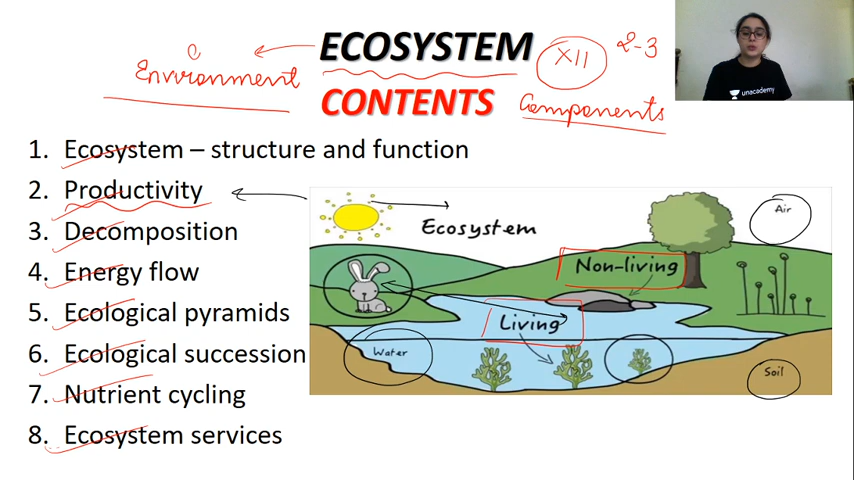 ECOSYSTEM
XII
2-3
Environment
CONTENTS
Components
unacademy
1. Ecosystem – structure and function
2. Productivity
3. Decomposition
4. Energy flow
5. Ecological pyramids
6. Ecological succession
7. Nutrient cycling
8. Ecosystem services
Ecosystem
Air
Non-living
Living
Water
Soil